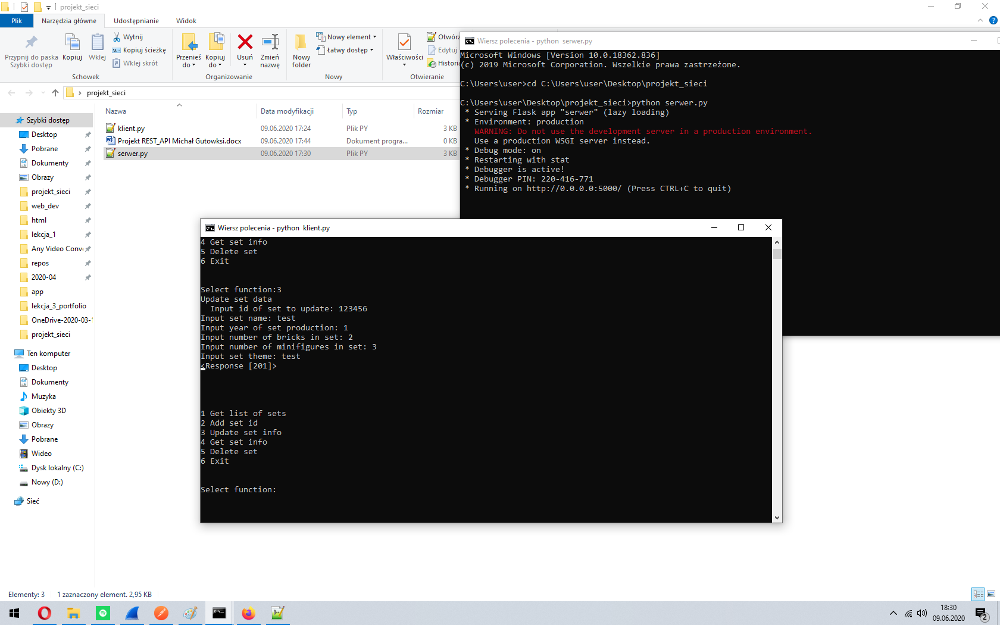 projekt_sieci
Plik
Narzędzia główne
Udostępnianie
Widok
Przypnij do paska
Szybki dostęp
Kopiuj
Wklej
Wytnij
Kopiuj ścieżkę
Wklej skrót
Schowek
Przenieś
do
Kopiuj
do
Usuń
Zmień
nazwę
Organizowanie
Nowy
folder
Nowy element
Łatwy dostęp
Nowy
Właściwości
Otwórz
Edytuj
Historia
Otwieranie
projekt_sieci
Nazwa
Data modyfikacji
Typ
Rozmiar
klient.py 09.06.2020 17:24 Plik PY 3 KB
Projekt REST_API Michał Gutowksi.docx 09.06.2020 17:44 Dokument progra... 0 KB
serwer.py 09.06.2020 17:30 Plik PY 3 KB
Szybki dostęp
Desktop
Pobrane
Dokumenty
Obrazy
projekt_sieci
web_dev
html
lekcja_1
Any Video Conv
repos
2020-04
app
lekcja_3_portfolio
OneDrive-2020-03-
projekt_sieci
Ten komputer
Desktop
Dokumenty
Muzyka
Obiekty 3D
Obrazy
Pobrane
Wideo
Dysk lokalny (C:)
Nowy (D:)
Sieć
Elementy: 3
1 zaznaczony element. 2,95 KB
Wiersz polecenia - python  serwer.py
Microsoft Windows [Version 10.0.18362.836]
(c) 2019 Microsoft Corporation. Wszelkie prawa zastrzeżone.
C:\Users\user>cd C:\Users\user\Desktop\projekt_sieci
C:\Users\user\Desktop\projekt_sieci>python serwer.py
* Serving Flask app "serwer" (lazy loading)
* Environment: production
WARNING: Do not use the development server in a production environment.
Use a production WSGI server instead.
* Debug mode: on
* Restarting with stat
* Debugger is active!
* Debugger PIN: 220-416-771
* Running on http://0.0.0.0:5000/ (Press CTRL+C to quit)
Wiersz polecenia - python  klient.py
4 Get set info
5 Delete set
6 Exit
Select function:3
Update set data
Input id of set to update: 123456
Input set name: test
Input year of set production: 1
Input number of bricks in set: 2
Input number of minifigures in set: 3
Input set theme: test
<Response [201]>
1 Get list of sets
2 Add set id
3 Update set info
4 Get set info
5 Delete set
6 Exit
Select function:
18:30
09.06.2020
2